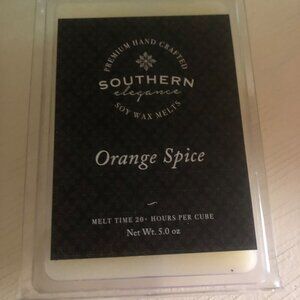 PREMIUM HAND CRAFTED
SOUTHERN
elegance
SOY WAX MELTS
Orange Spice
MELT TIME 20+ HOURS PER CUBE
Net Wt. 5.0 oz